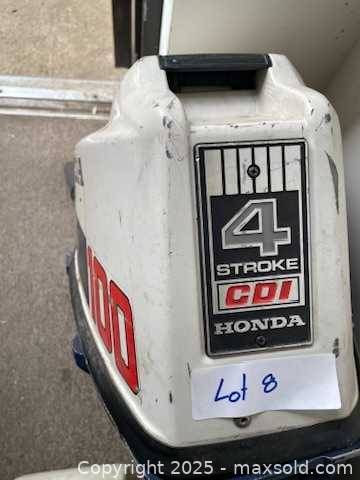 4
STROKE
CDI
HONDA
100
Lot 8
Copyright © 2025 - maxsold.com